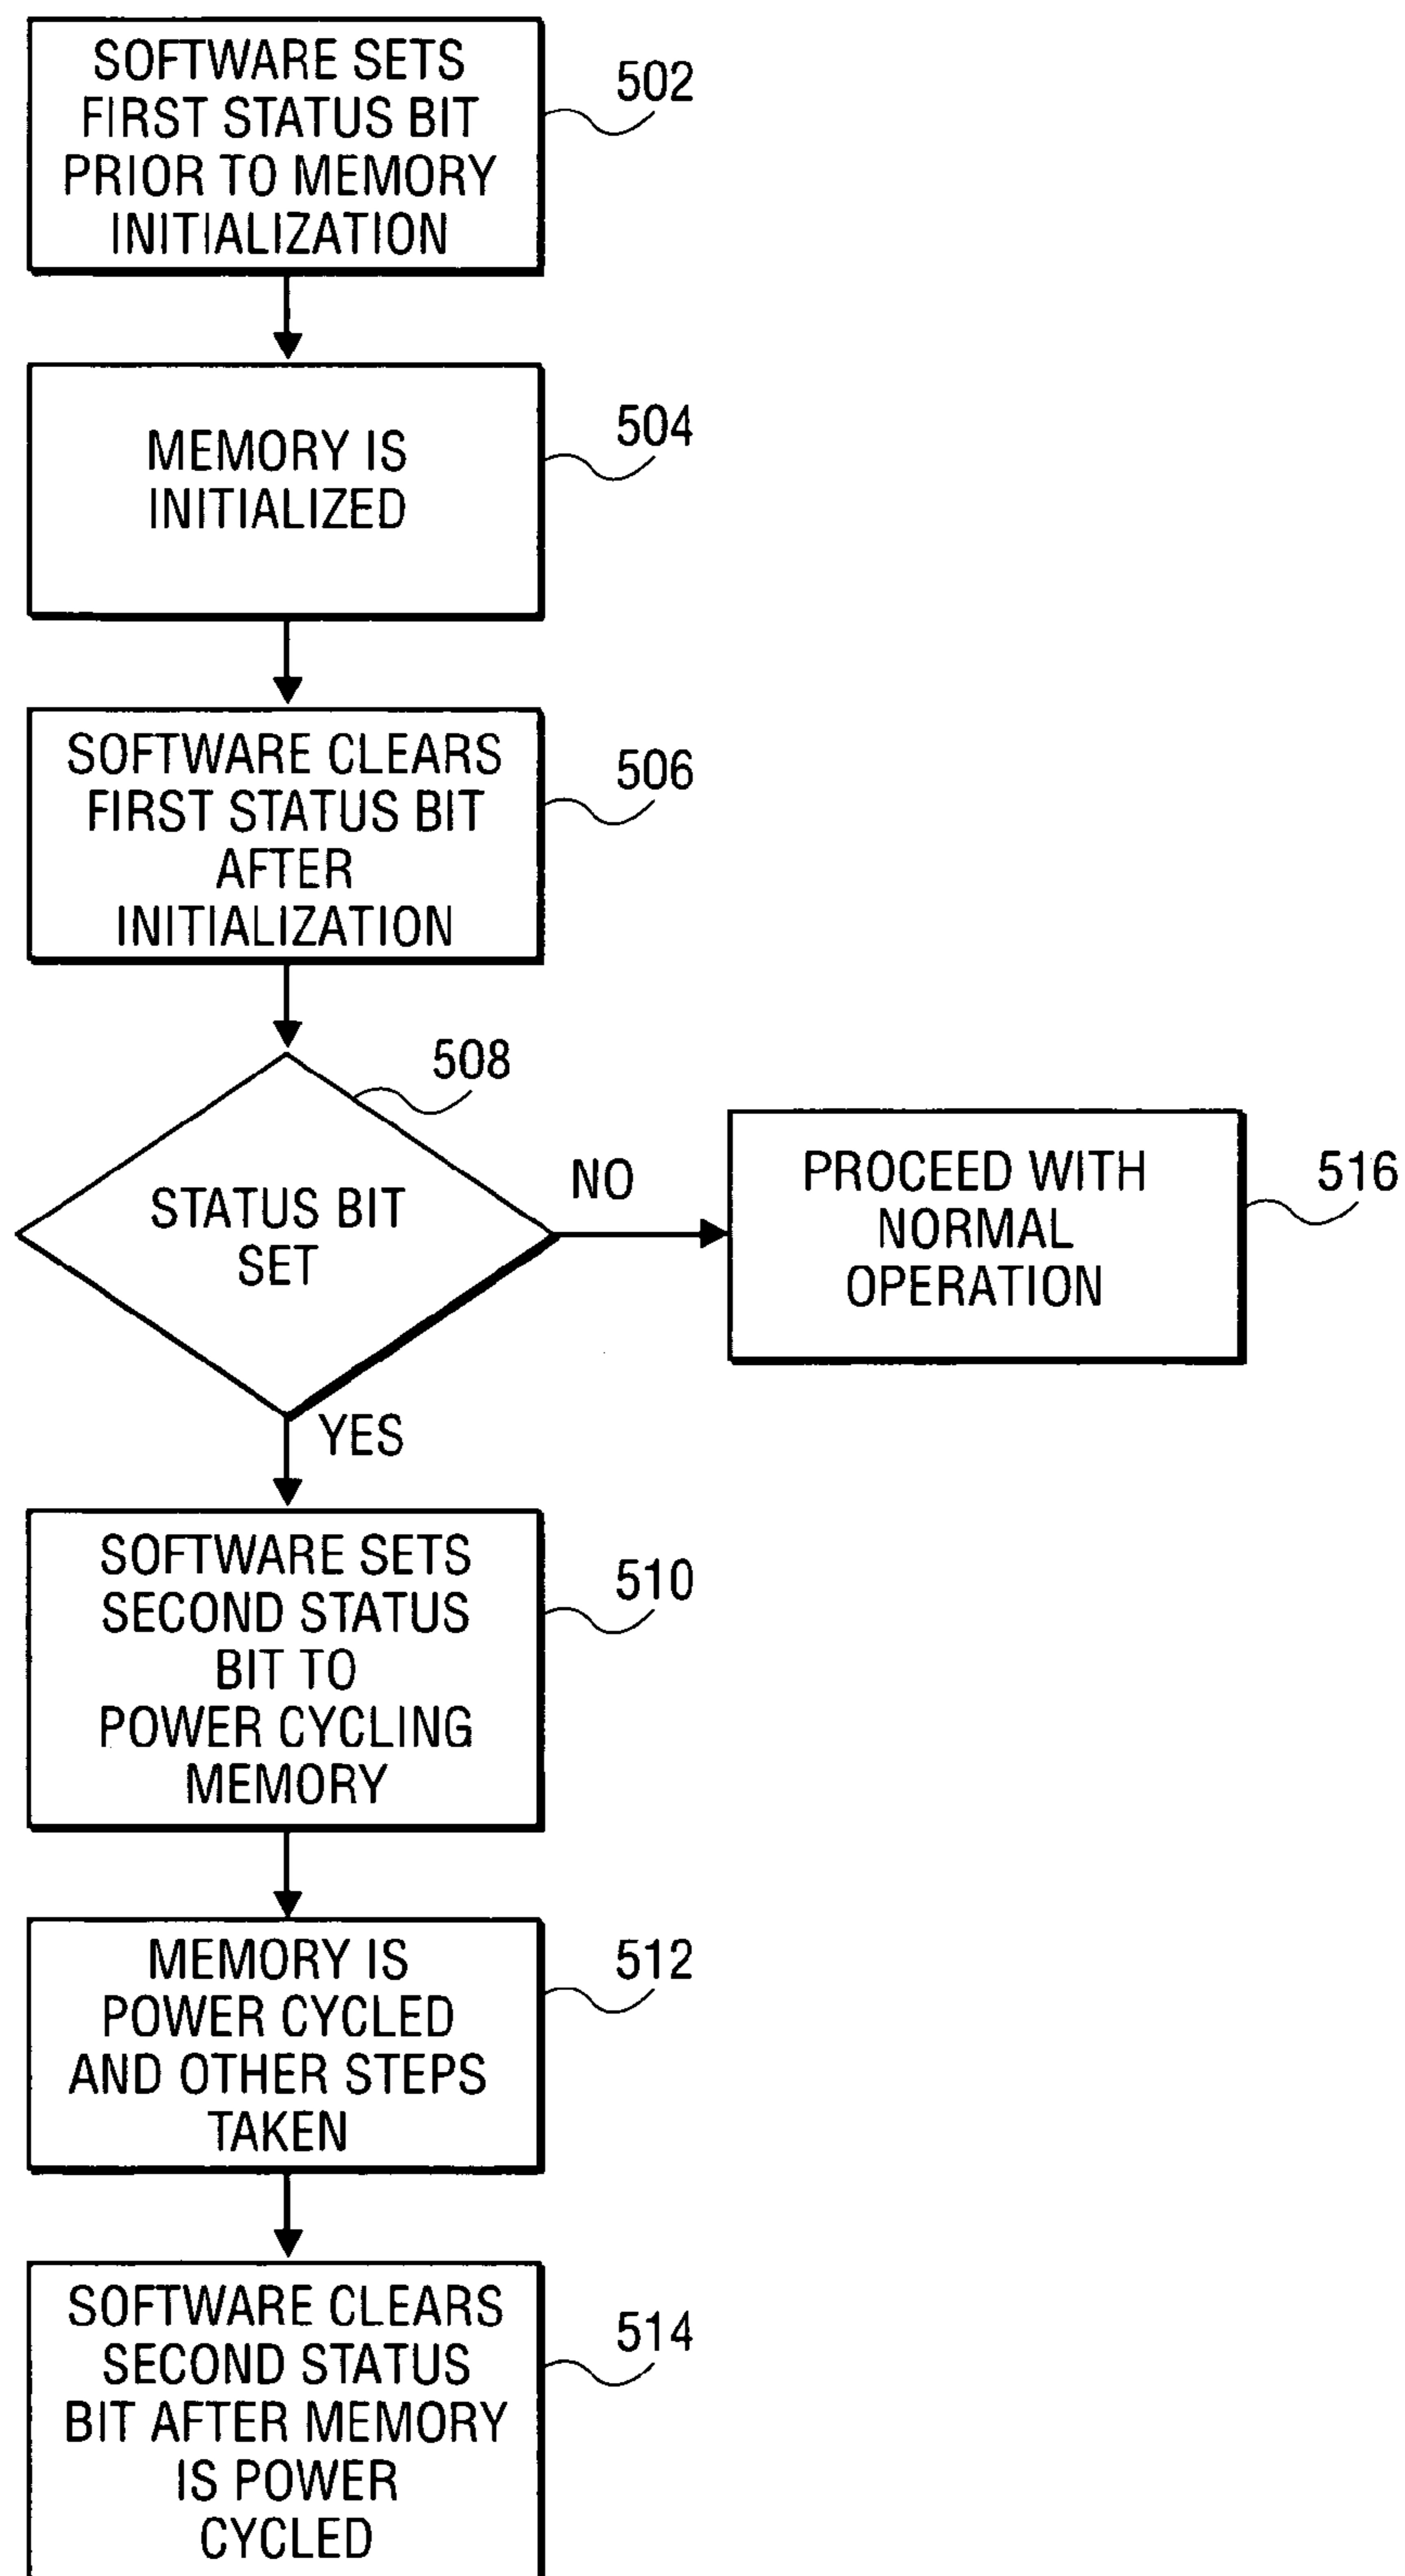 SOFTWARE SETS
FIRST STATUS BIT
PRIOR TO MEMORY
INITIALIZATION
502
MEMORY IS
INITIALIZED
504
SOFTWARE CLEARS
FIRST STATUS BIT
AFTER
INITIALIZATION
506
508
STATUS BIT
SET
NO
PROCEED WITH
NORMAL
OPERATION
516
YES
SOFTWARE SETS
SECOND STATUS
BIT TO
POWER CYCLING
MEMORY
510
MEMORY IS
POWER CYCLED
AND OTHER STEPS
TAKEN
512
SOFTWARE CLEARS
SECOND STATUS
BIT AFTER MEMORY
IS POWER
CYCLED
514